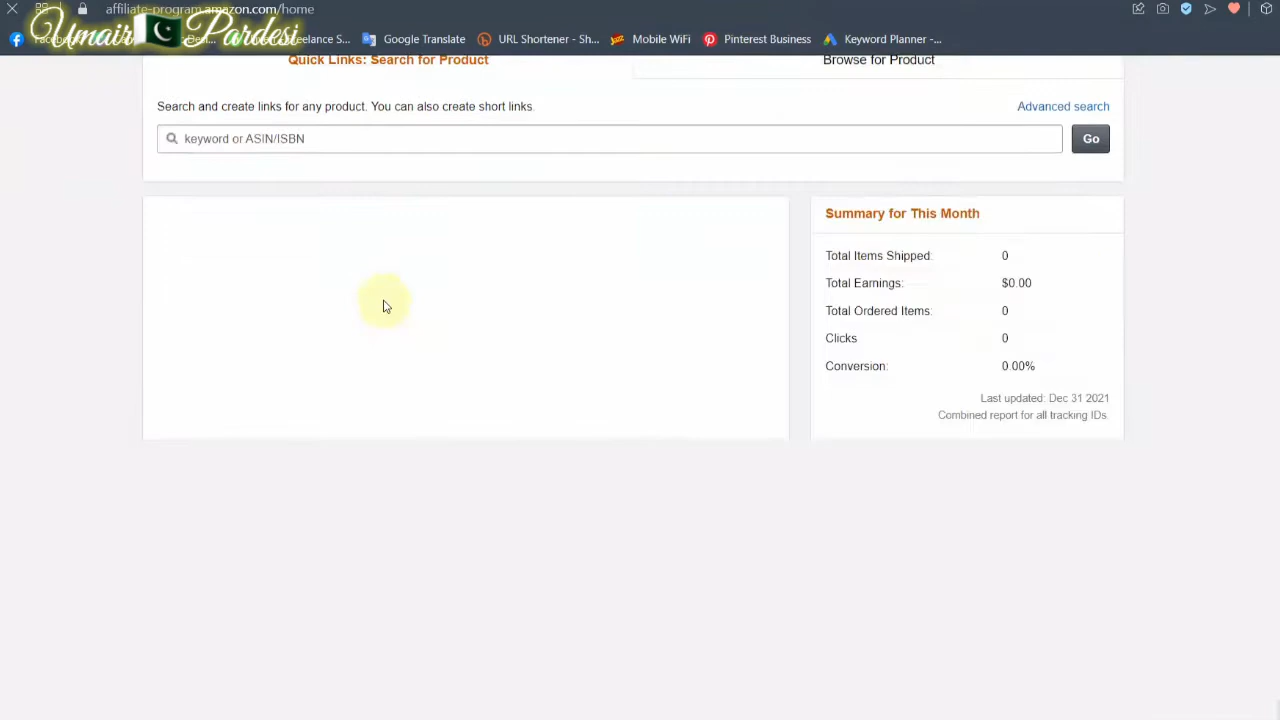 affiliate-program.amazon.com/home
Umair Pardesi
Google Translate
URL Shortener - Sh...
Mobile WiFi
Pinterest Business
Keyword Planner -...
Quick Links: Search for Product
Browse for Product
Search and create links for any product. You can also create short links.
Advanced search
keyword or ASIN/ISBN
Go
Summary for This Month
Total Items Shipped: 0
Total Earnings: $0.00
Total Ordered Items: 0
Clicks 0
Conversion: 0.00%
Last updated: Dec 31 2021
Combined report for all tracking IDs.